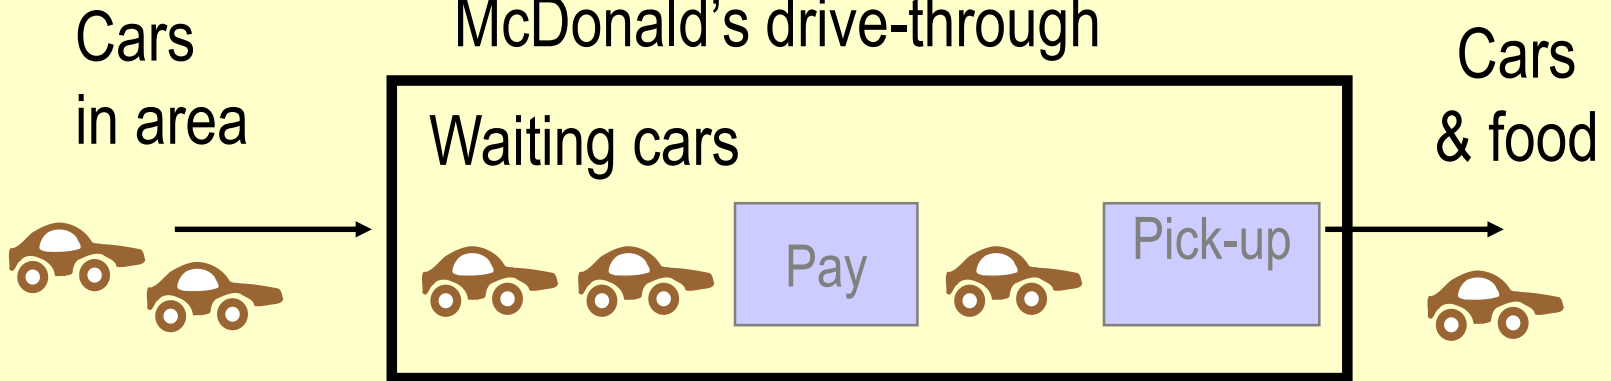 Cars
in area
McDonald's drive-through
Waiting cars
Pay
Pick-up
Cars
& food